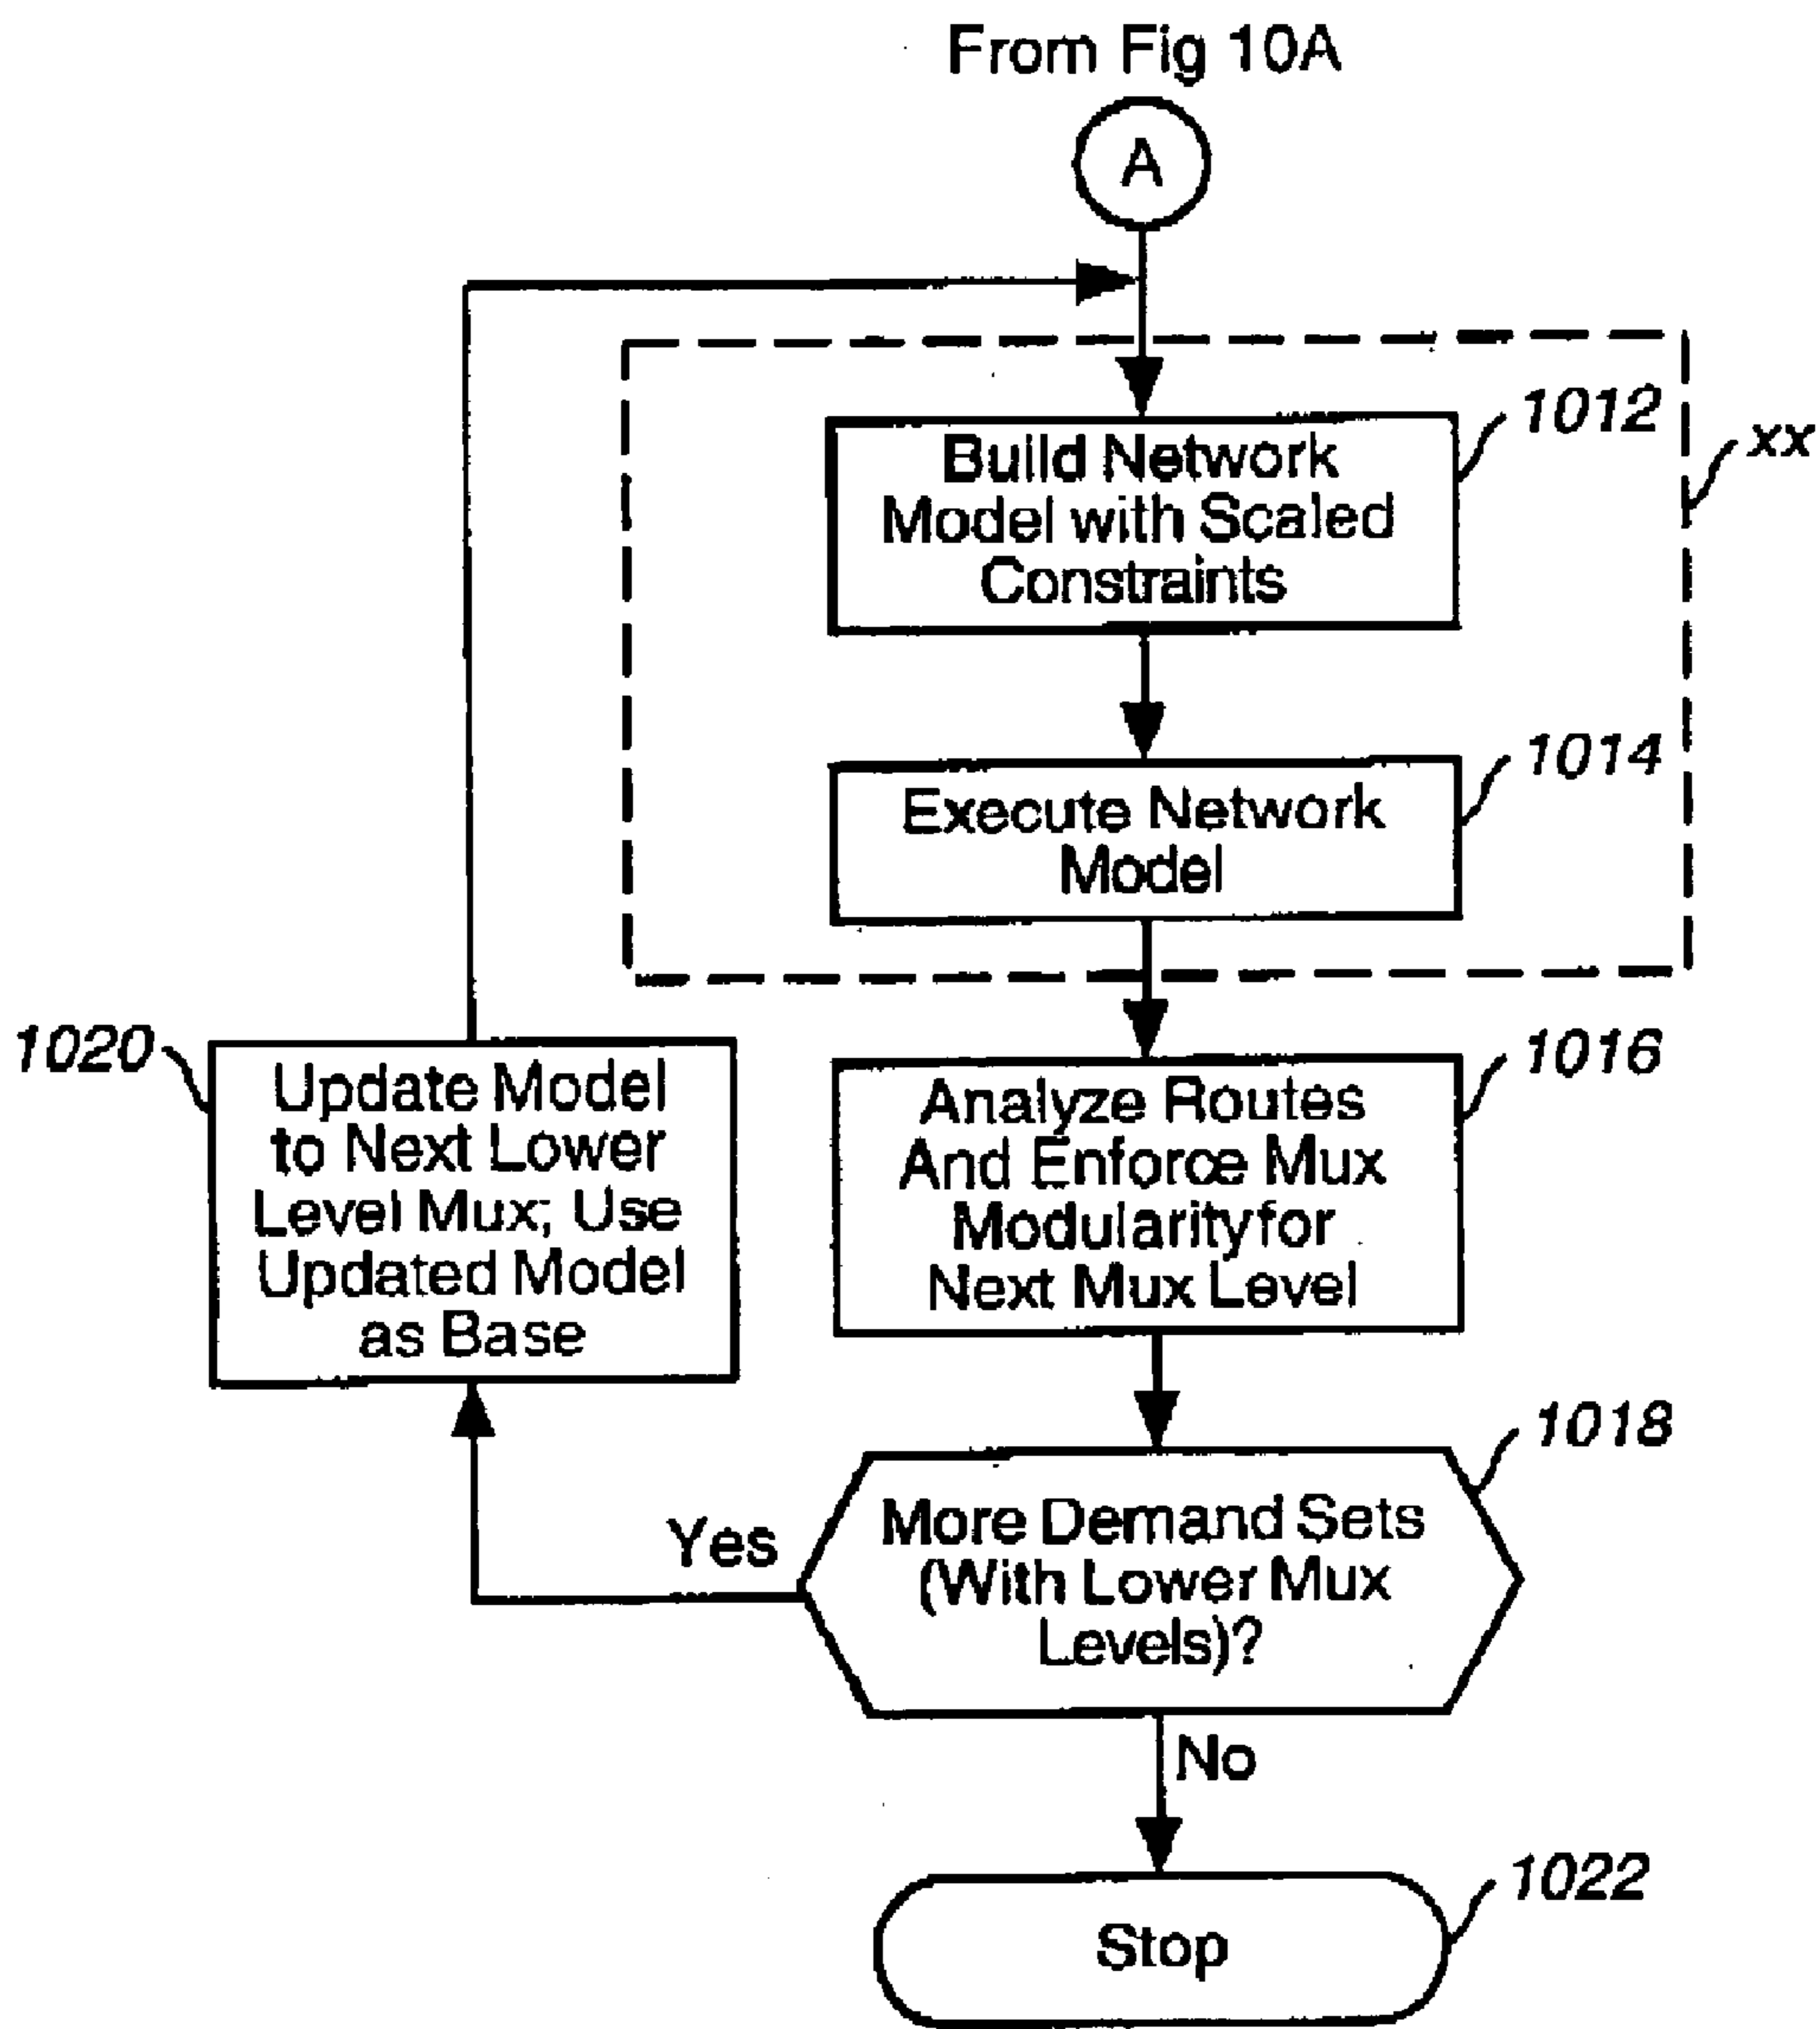 From Fig 10A
A
Build Network
Model with Scaled
Constraints
1012
xx
Execute Network
Model
1014
Analyze Routes
And Enforce Mux
Modularity for
Next Mux Level
1016
1020
Update Model
to Next Lower
Level Mux; Use
Updated Model
as Base
More Demand Sets
(With Lower Mux
Levels)?
1018
Yes
No
Stop
1022